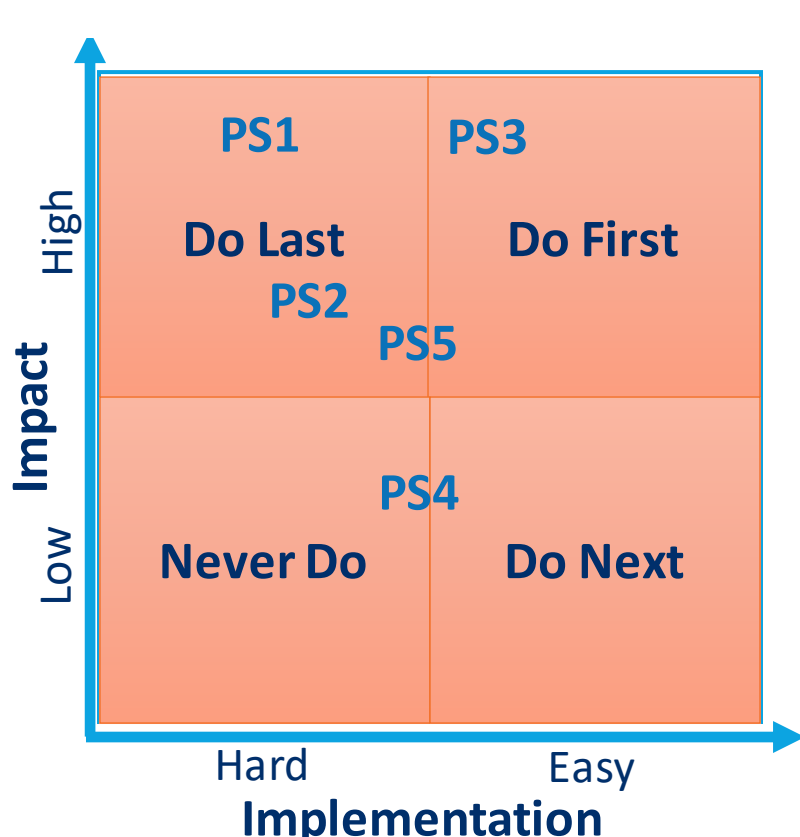 PS1
PS3
High
Do Last
Do First
PS2
PS5
Impact
PS4
Low
Never Do
Do Next
Hard
Easy
Implementation